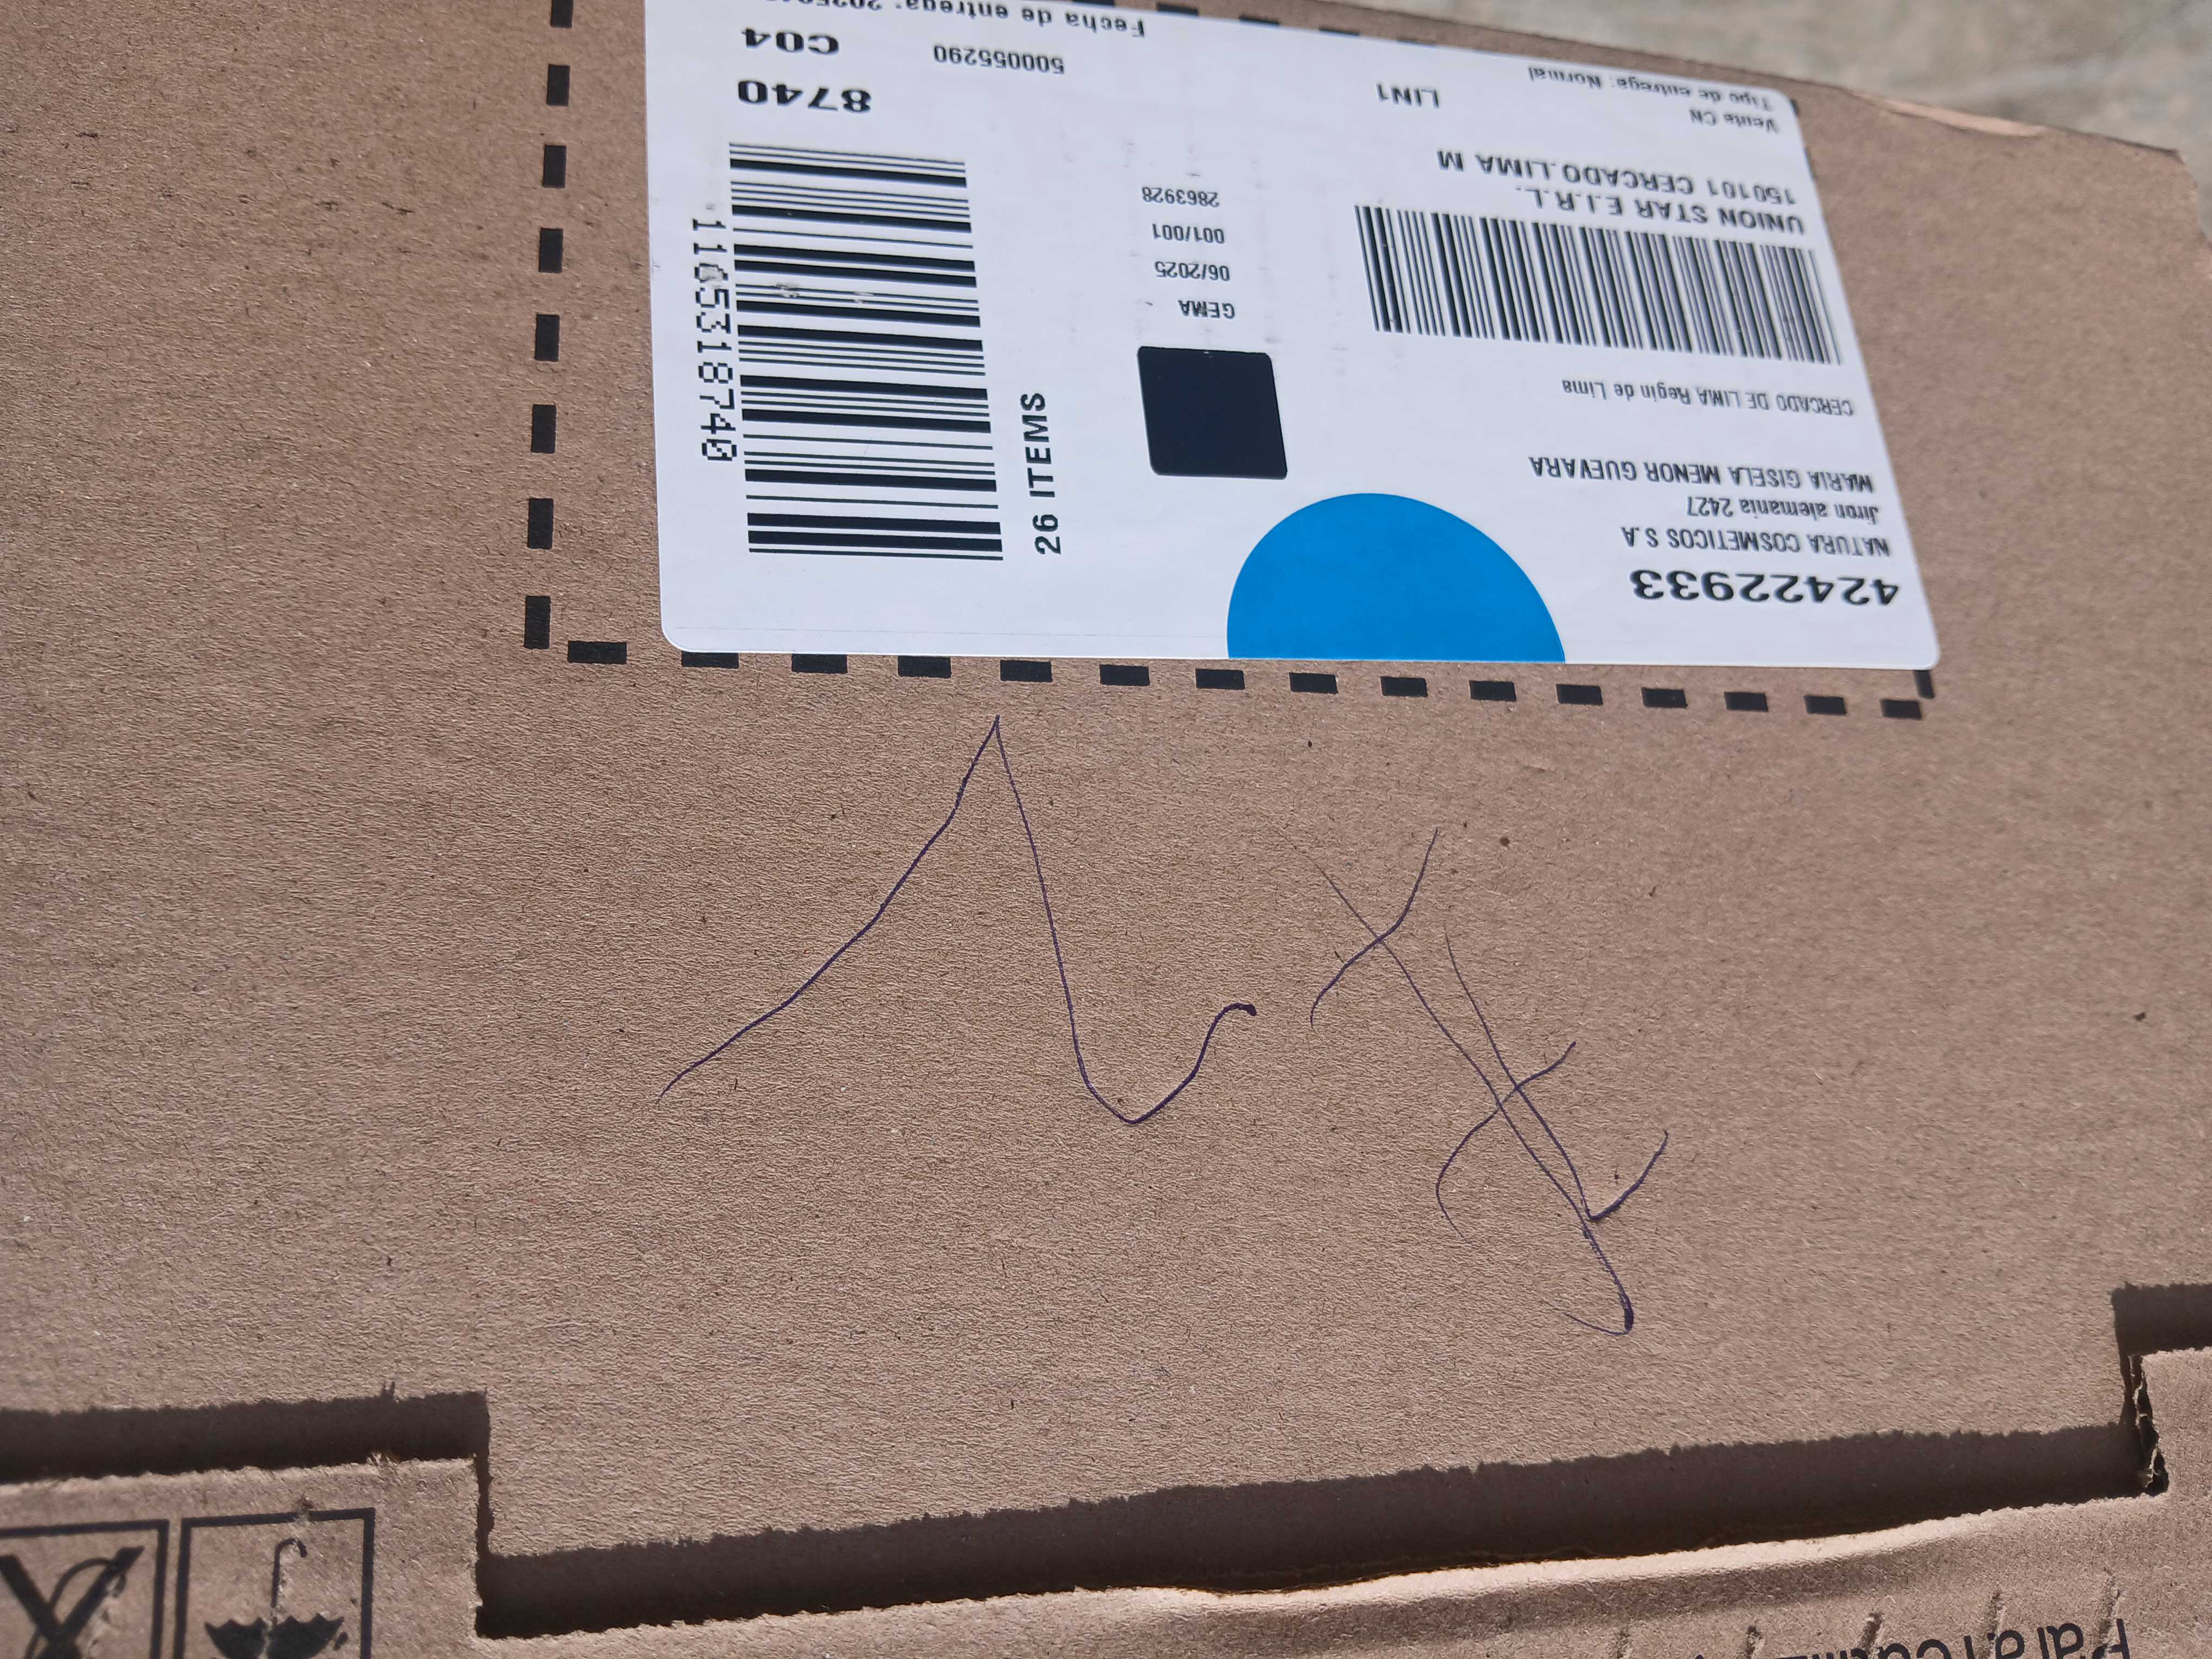 42422933
NATURA COSMETICOS S.A
Jiron alemania 2427
MARIA GISELA MENOR GUEVARA
CERCADO DE LIMA Regin de Lima
UNION STAR E.I.R.L.
150101 CERCADO.LIMA M
Venta CN
Tipo de entrega: Normal
LIN1
GEMA
06/2025
001/001
2863928
500055290
Fecha de entrega:
26 ITEMS
1105318740
8740
C04